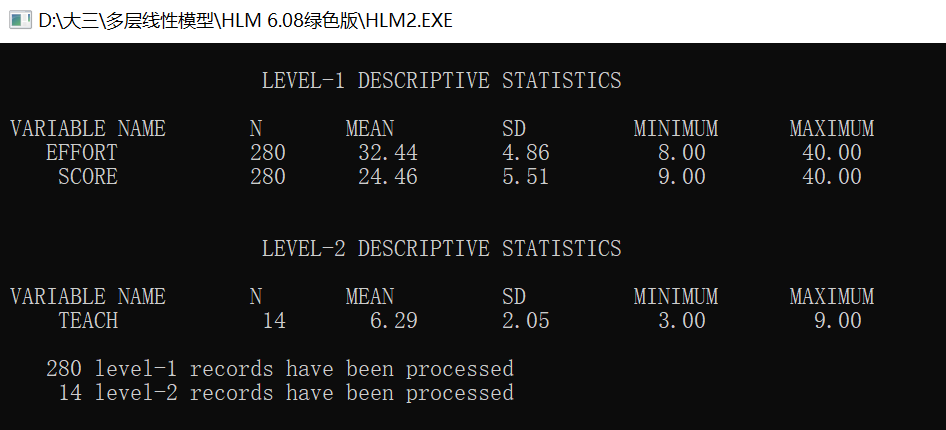 D:\大三\多层线性模型\HLM 6.08绿色版\HLM2.EXE
LEVEL-1 DESCRIPTIVE STATISTICS
VARIABLE NAME N MEAN SD MINIMUM MAXIMUM
EFFORT 280 32.44 4.86 8.00 40.00
SCORE 280 24.46 5.51 9.00 40.00
LEVEL-2 DESCRIPTIVE STATISTICS
VARIABLE NAME N MEAN SD MINIMUM MAXIMUM
TEACH 14 6.29 2.05 3.00 9.00
280 level-1 records have been processed
14 level-2 records have been processed